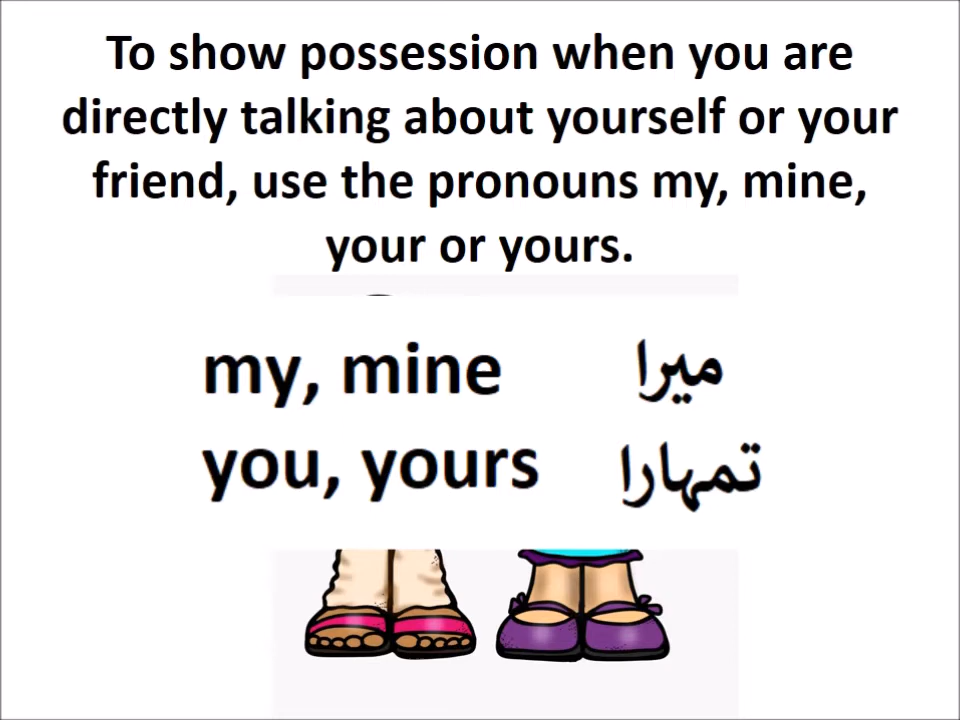 To show possession when you are
directly talking about yourself or your
friend, use the pronouns my, mine,
your or yours.
my, mine میرا
you, yours تمہارا